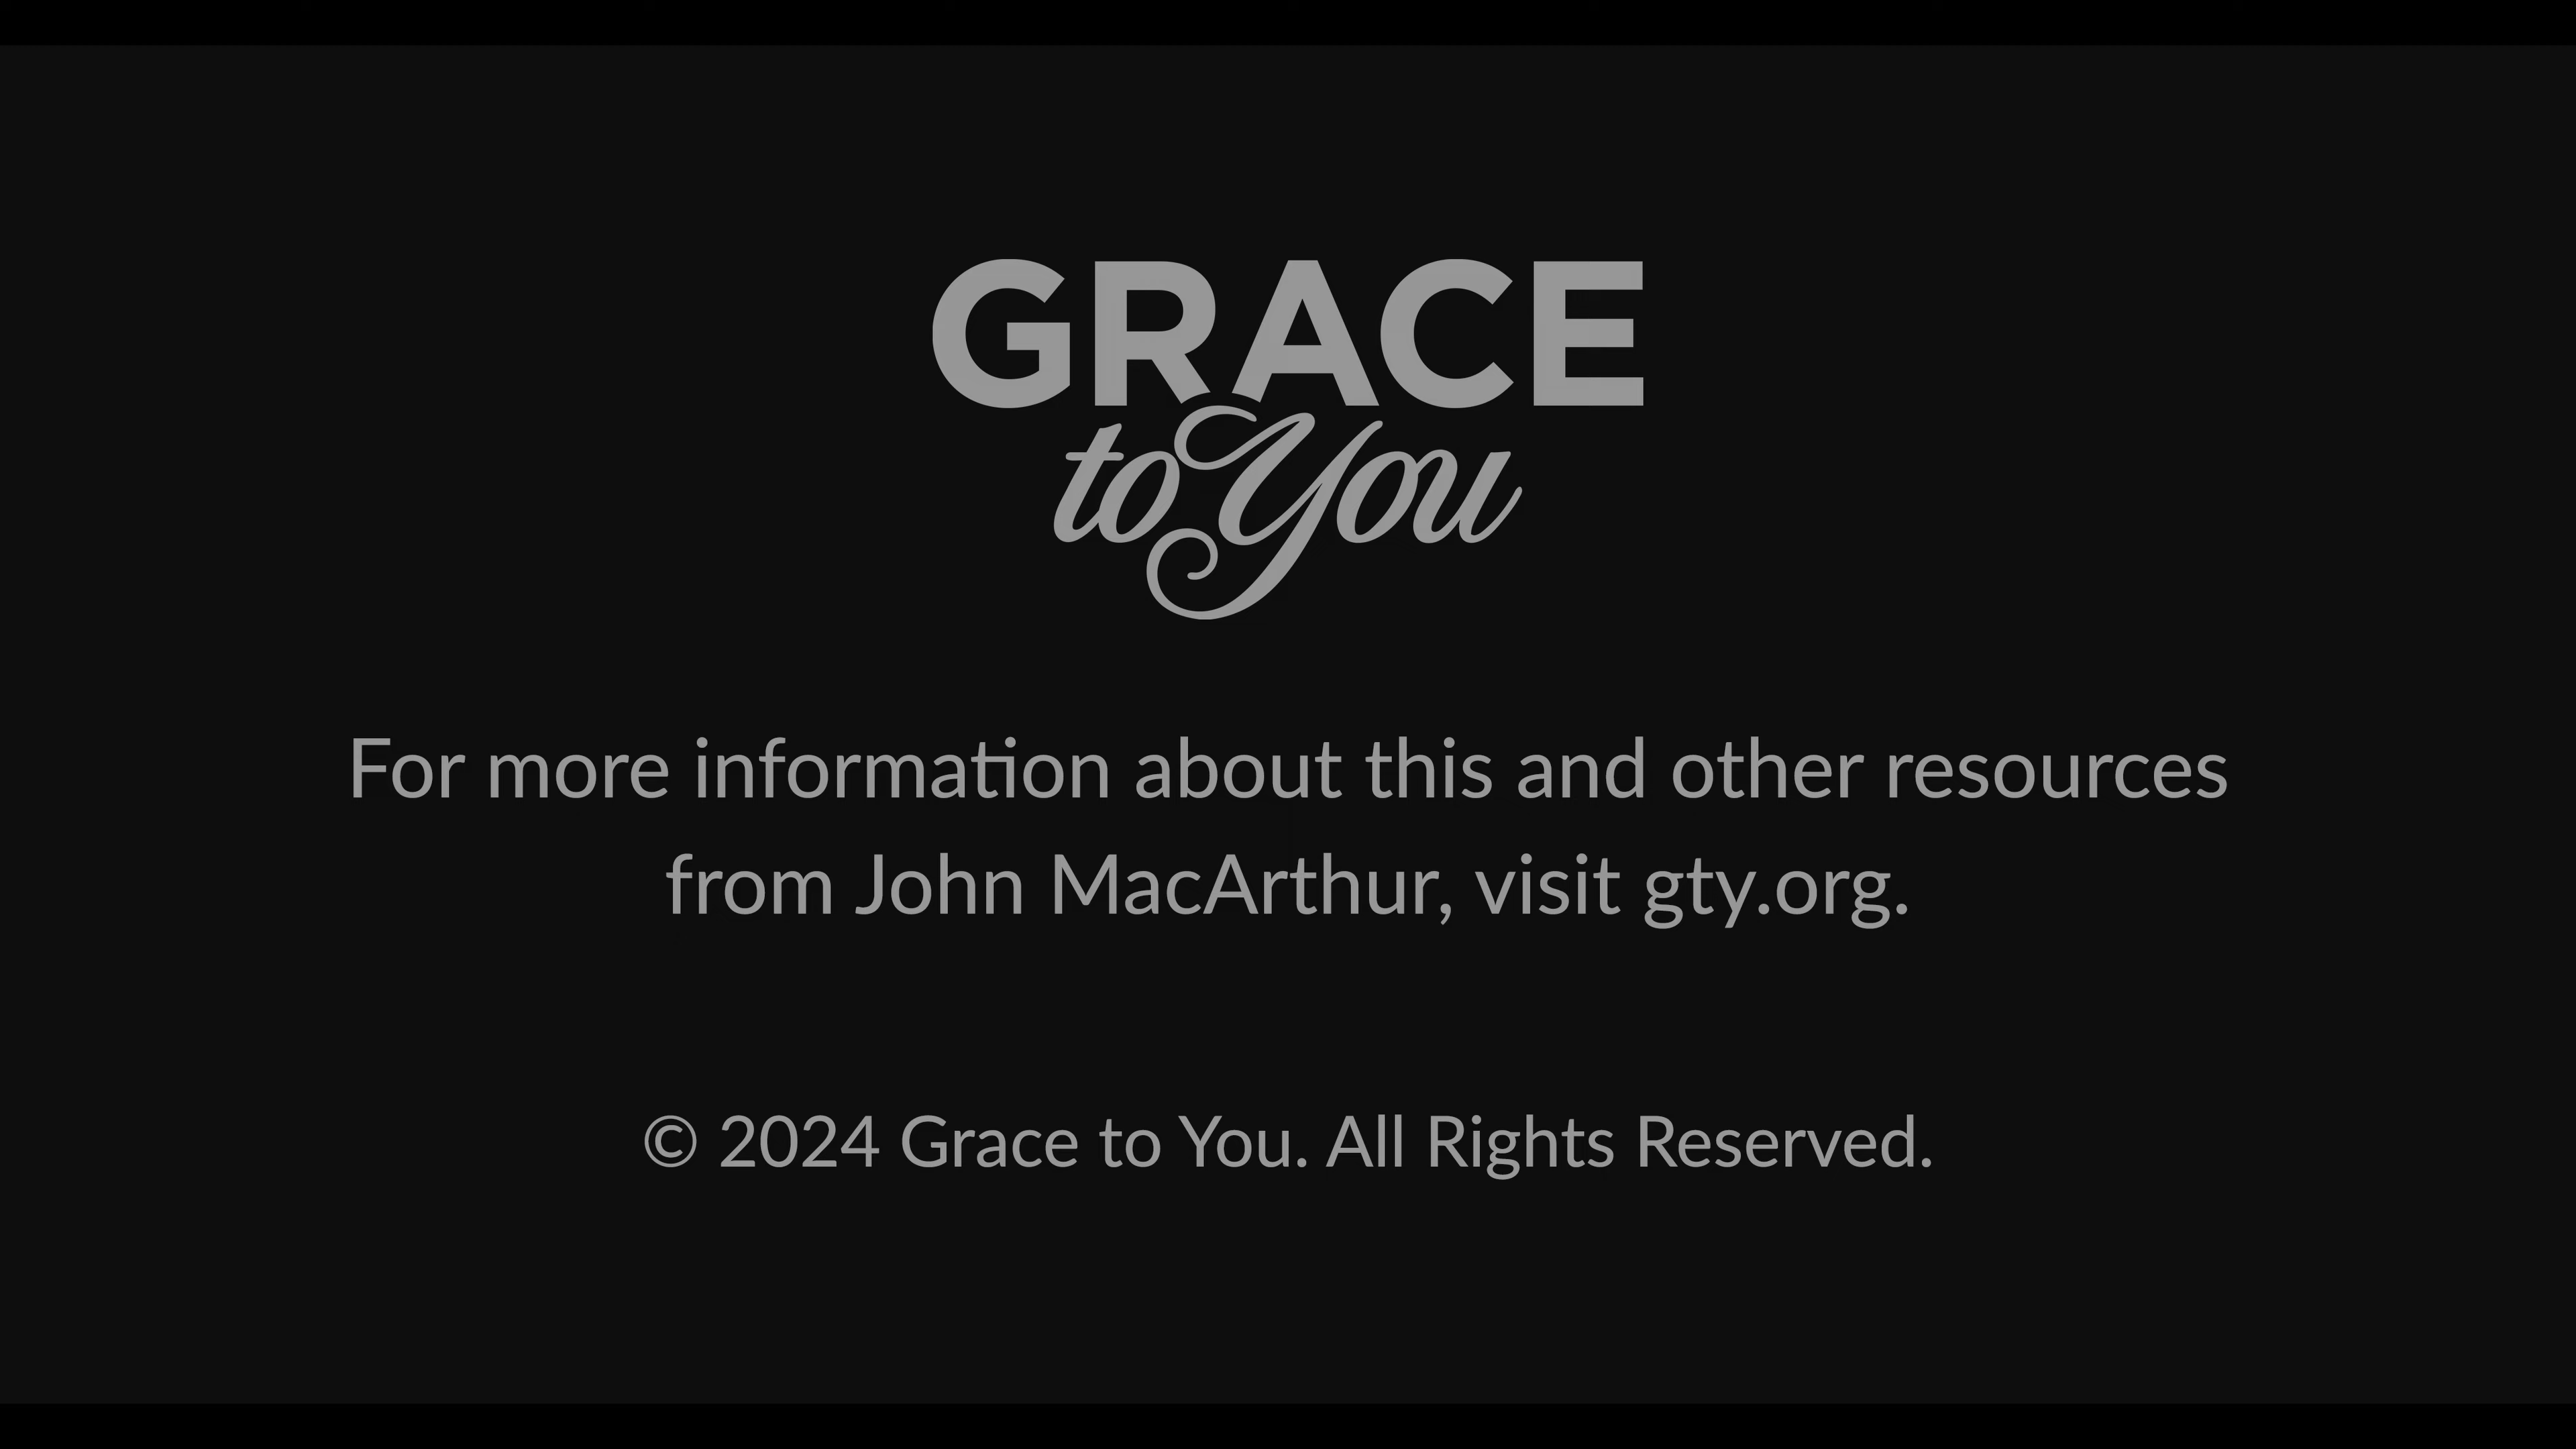 GRACE
to You
For more information about this and other resources
from John MacArthur, visit gty.org.
© 2024 Grace to You. All Rights Reserved.